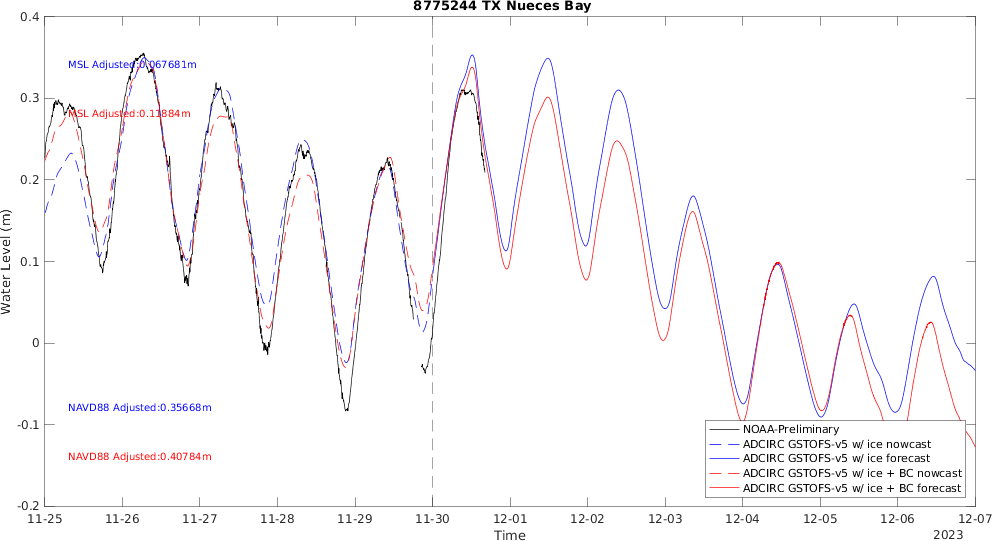 8775244 TX Nueces Bay
0.4
0.3
0.2
0.1
0
-0.1
-0.2
Water Level (m)
MSL Adjusted:0.067681m
MSL Adjusted:0.11884m
NAVD88 Adjusted:0.35668m
NAVD88 Adjusted:0.40784m
NOAA-Preliminary
ADCIRC GSTOFS-v5 w/ ice nowcast
ADCIRC GSTOFS-v5 w/ ice forecast
ADCIRC GSTOFS-v5 w/ ice + BC nowcast
ADCIRC GSTOFS-v5 w/ ice + BC forecast
11-25 11-26 11-27 11-28 11-29 11-30 12-01 12-02 12-03 12-04 12-05 12-06 12-07
Time
2023